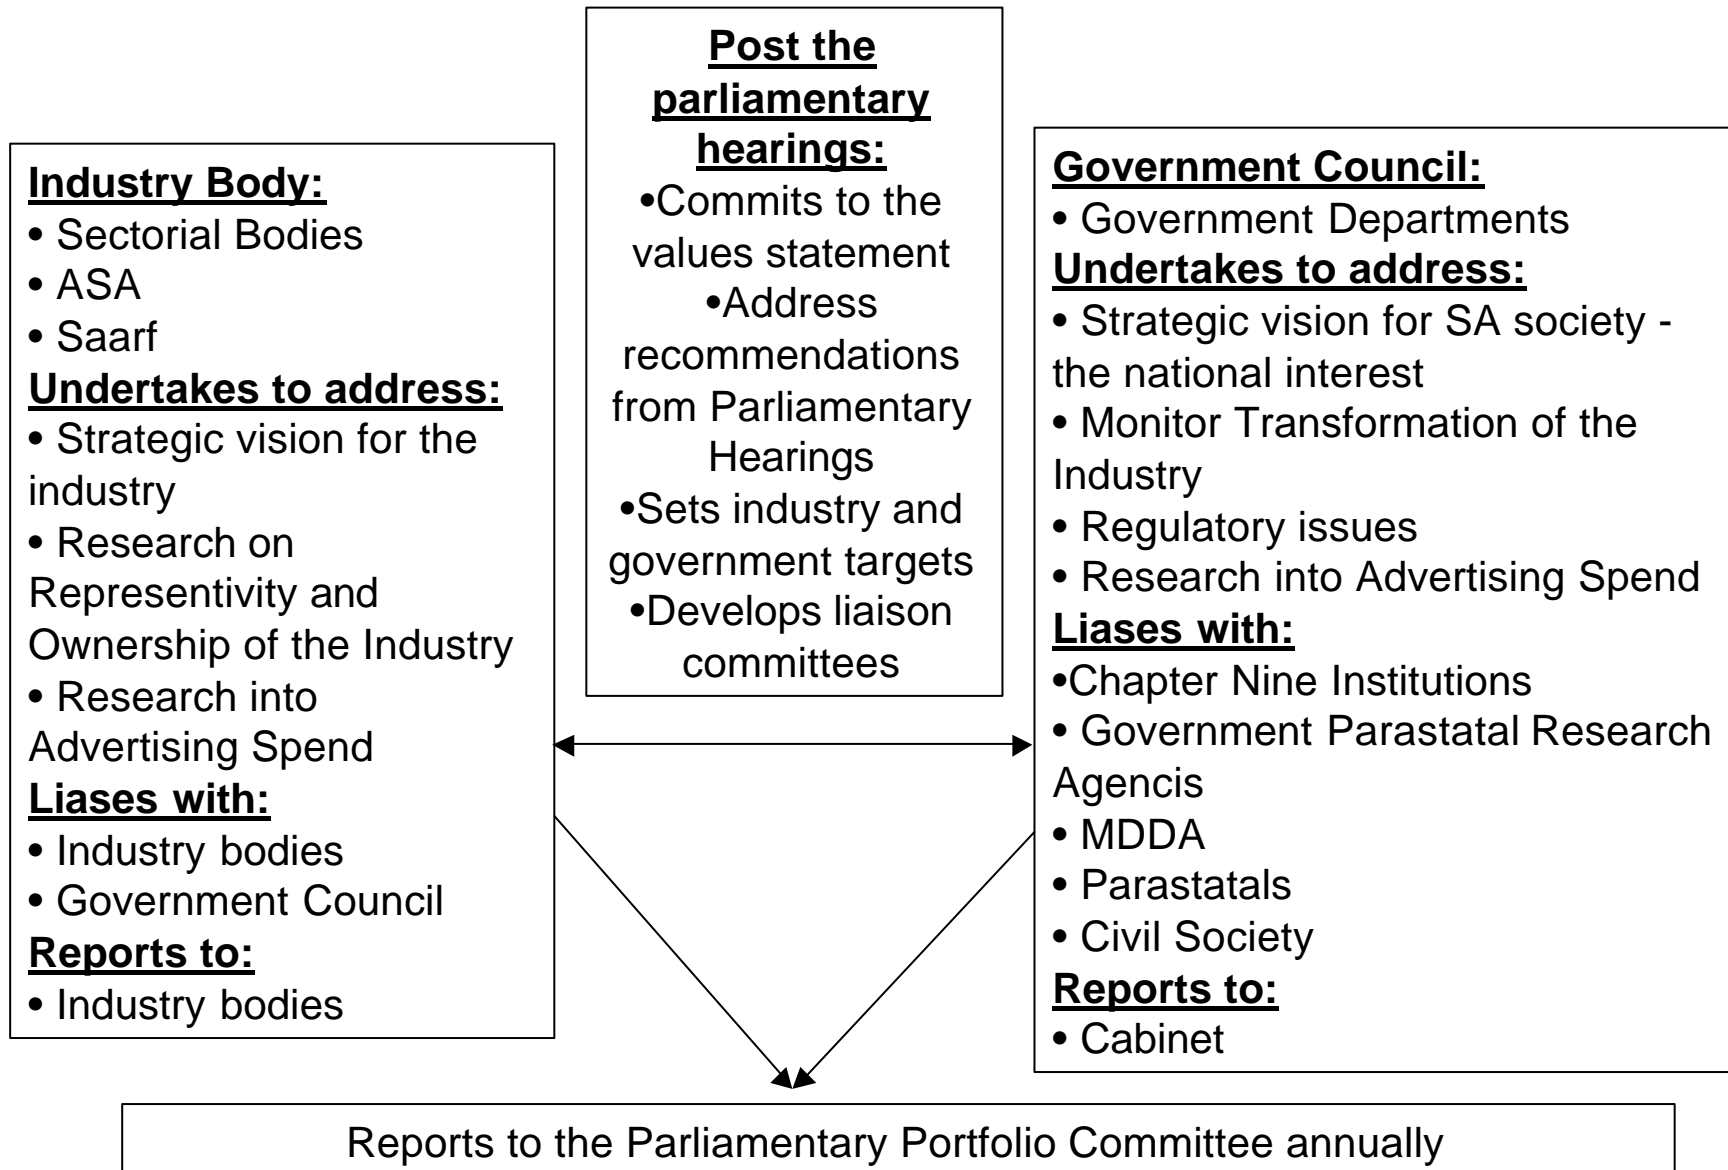 Post the
parliamentary
hearings:
•Commits to the
values statement
•Address
recommendations
from Parliamentary
Hearings
•Sets industry and
government targets
•Develops liaison
committees
Industry Body:
• Sectorial Bodies
• ASA
• Saarf
Undertakes to address:
• Strategic vision for the
industry
• Research on
Representivity and
Ownership of the Industry
• Research into
Advertising Spend
Liases with:
• Industry bodies
• Government Council
Reports to:
• Industry bodies
Government Council:
• Government Departments
Undertakes to address:
• Strategic vision for SA society -
the national interest
• Monitor Transformation of the
Industry
• Regulatory issues
• Research into Advertising Spend
Liases with:
•Chapter Nine Institutions
• Government Parastatal Research
Agencis
• MDDA
• Parastatals
• Civil Society
Reports to:
• Cabinet
Reports to the Parliamentary Portfolio Committee annually